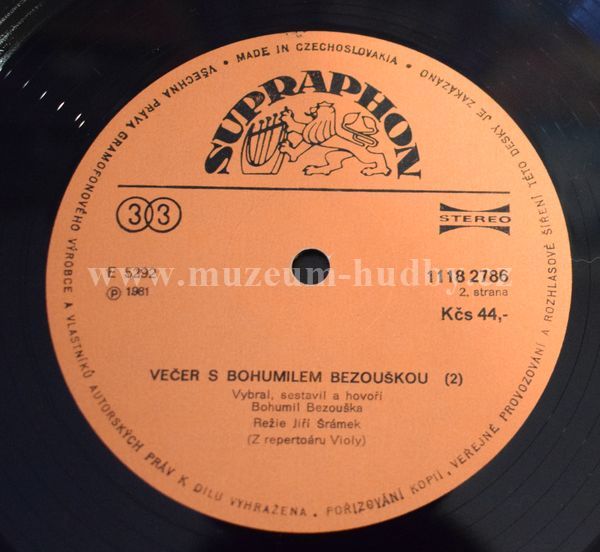 VŠECHNA PRÁVA GRAMOFONOVÉHO VÝROBCE A VLASTNÍKŮ AUTORSKÝCH PRÁV K DÍLU VYHRAŽENA. • POŘIZOVÁNÍ KOPIÍ, VEŘEJNÉ PROVOZOVÁNÍ A ROZHLASOVÉ ŠÍŘENÍ TÉTO DESKY JE ZAKÁZÁNO
• MADE IN CZECHOSLOVAKIA •
SUPRAPHON
33
STEREO
E 5292
1118 2786
Ⓟ 1981
2. strana
Kčs 44,-
www.muzeum-hudby.cz
VEČER S BOHUMILEM BEZOUŠKOU (2)
Vybral, sestavil a hovoří
Bohumil Bezouška
Režie Jiří Šrámek
(Z repertoáru Violy)